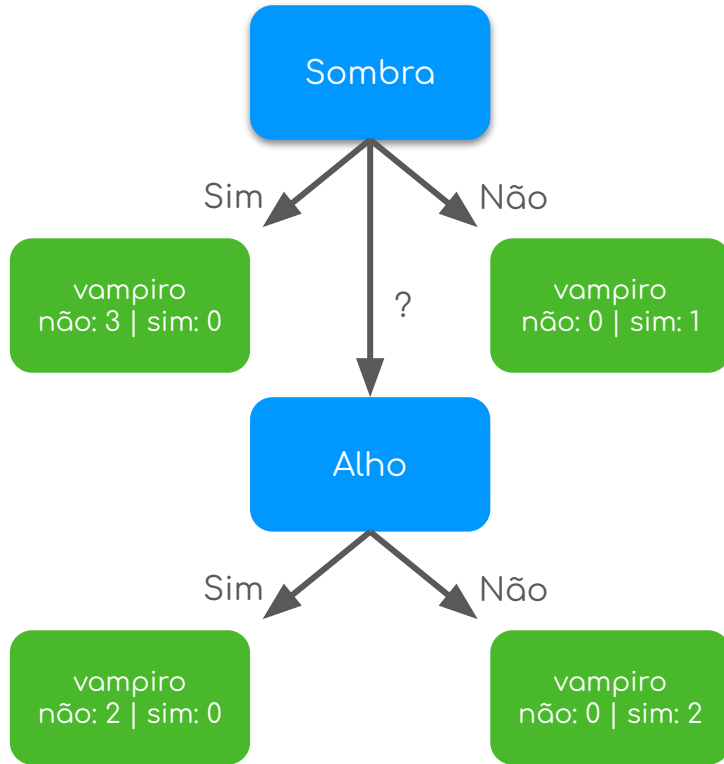 Sombra
Sim
Não
vampiro
não: 3 | sim: 0
vampiro
não: 0 | sim: 1
?
Alho
Sim
Não
vampiro
não: 2 | sim: 0
vampiro
não: 0 | sim: 2